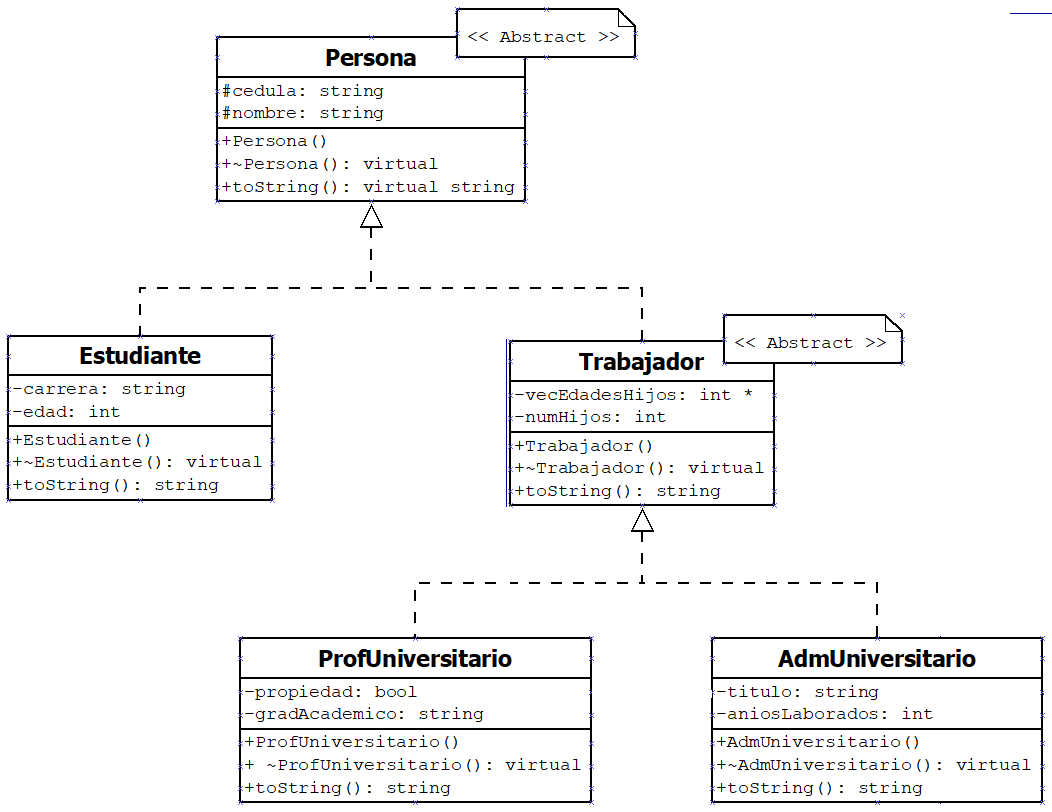 << Abstract >>
Persona
#cedula: string
#nombre: string
+Persona()
+~Persona(): virtual
+toString(): virtual string
Estudiante
-carrera: string
-edad: int
+Estudiante()
+~Estudiante(): virtual
+toString(): string
<< Abstract >>
Trabajador
-vecEdadesHijos: int *
-numHijos: int
+Trabajador()
+~Trabajador(): virtual
+toString(): string
ProfUniversitario
-propiedad: bool
-gradAcademico: string
+ProfUniversitario()
+ ~ProfUniversitario(): virtual
+toString(): string
AdmUniversitario
-titulo: string
-aniosLaborados: int
+AdmUniversitario()
+~AdmUniversitario(): virtual
+toString(): string